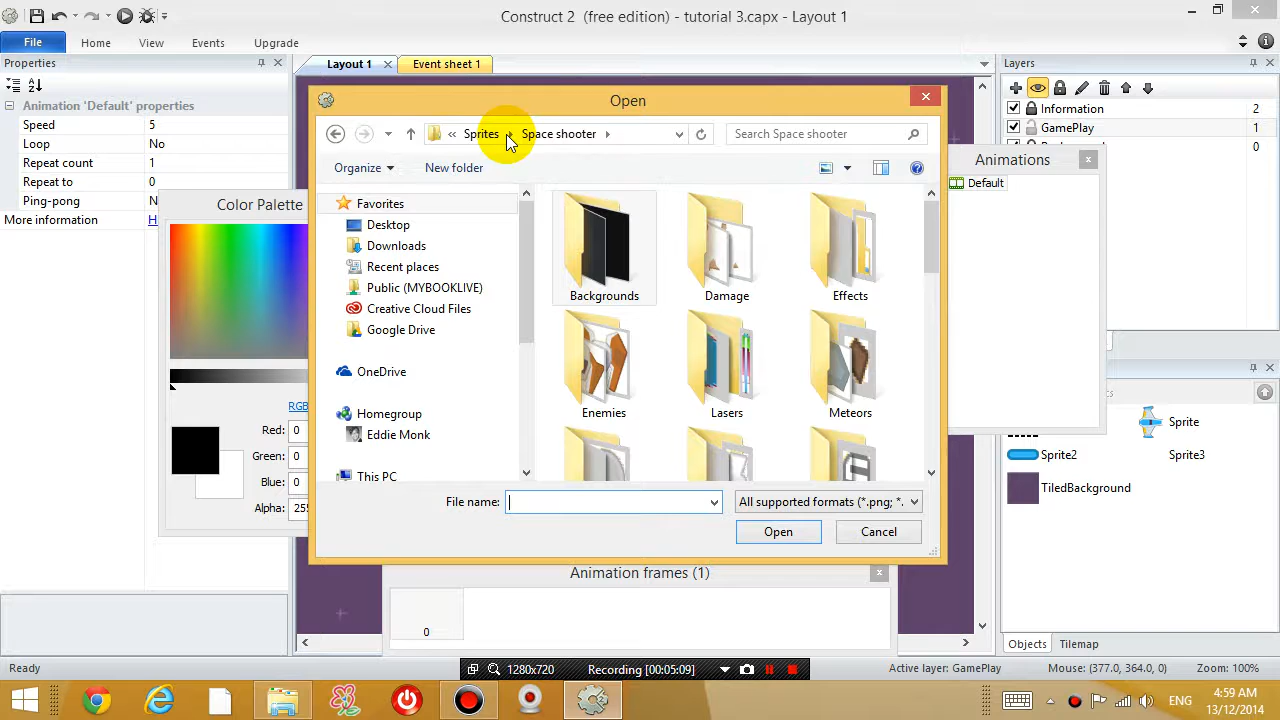 Construct 2  (free edition) - tutorial 3.capx - Layout 1
File
Home
View
Events
Upgrade
Properties
Layout 1
Event sheet 1
Layers
Animation 'Default' properties
Speed
5
Loop
No
Repeat count
1
Repeat to
0
Ping-pong
N
More information
H
Color Palette
RGB
Red:
0
Green:
0
Blue:
0
Alpha:
255
Open
« Sprites
Space shooter
Search Space shooter
Organize
New folder
Favorites
Desktop
Downloads
Recent places
Public (MYBOOKLIVE)
Creative Cloud Files
Google Drive
OneDrive
Homegroup
Eddie Monk
This PC
Backgrounds
Damage
Effects
Enemies
Lasers
Meteors
File name:
All supported formats (*.png; *.
Open
Cancel
Information
2
GamePlay
1
0
Animations
Default
Sprite
Sprite2
Sprite3
TiledBackground
Objects
Tilemap
Animation frames (1)
0
Ready
1280x720
Recording [00:05:09]
Active layer: GamePlay
Mouse: (377.0, 364.0, 0)
Zoom: 100%
ENG
4:59 AM
13/12/2014